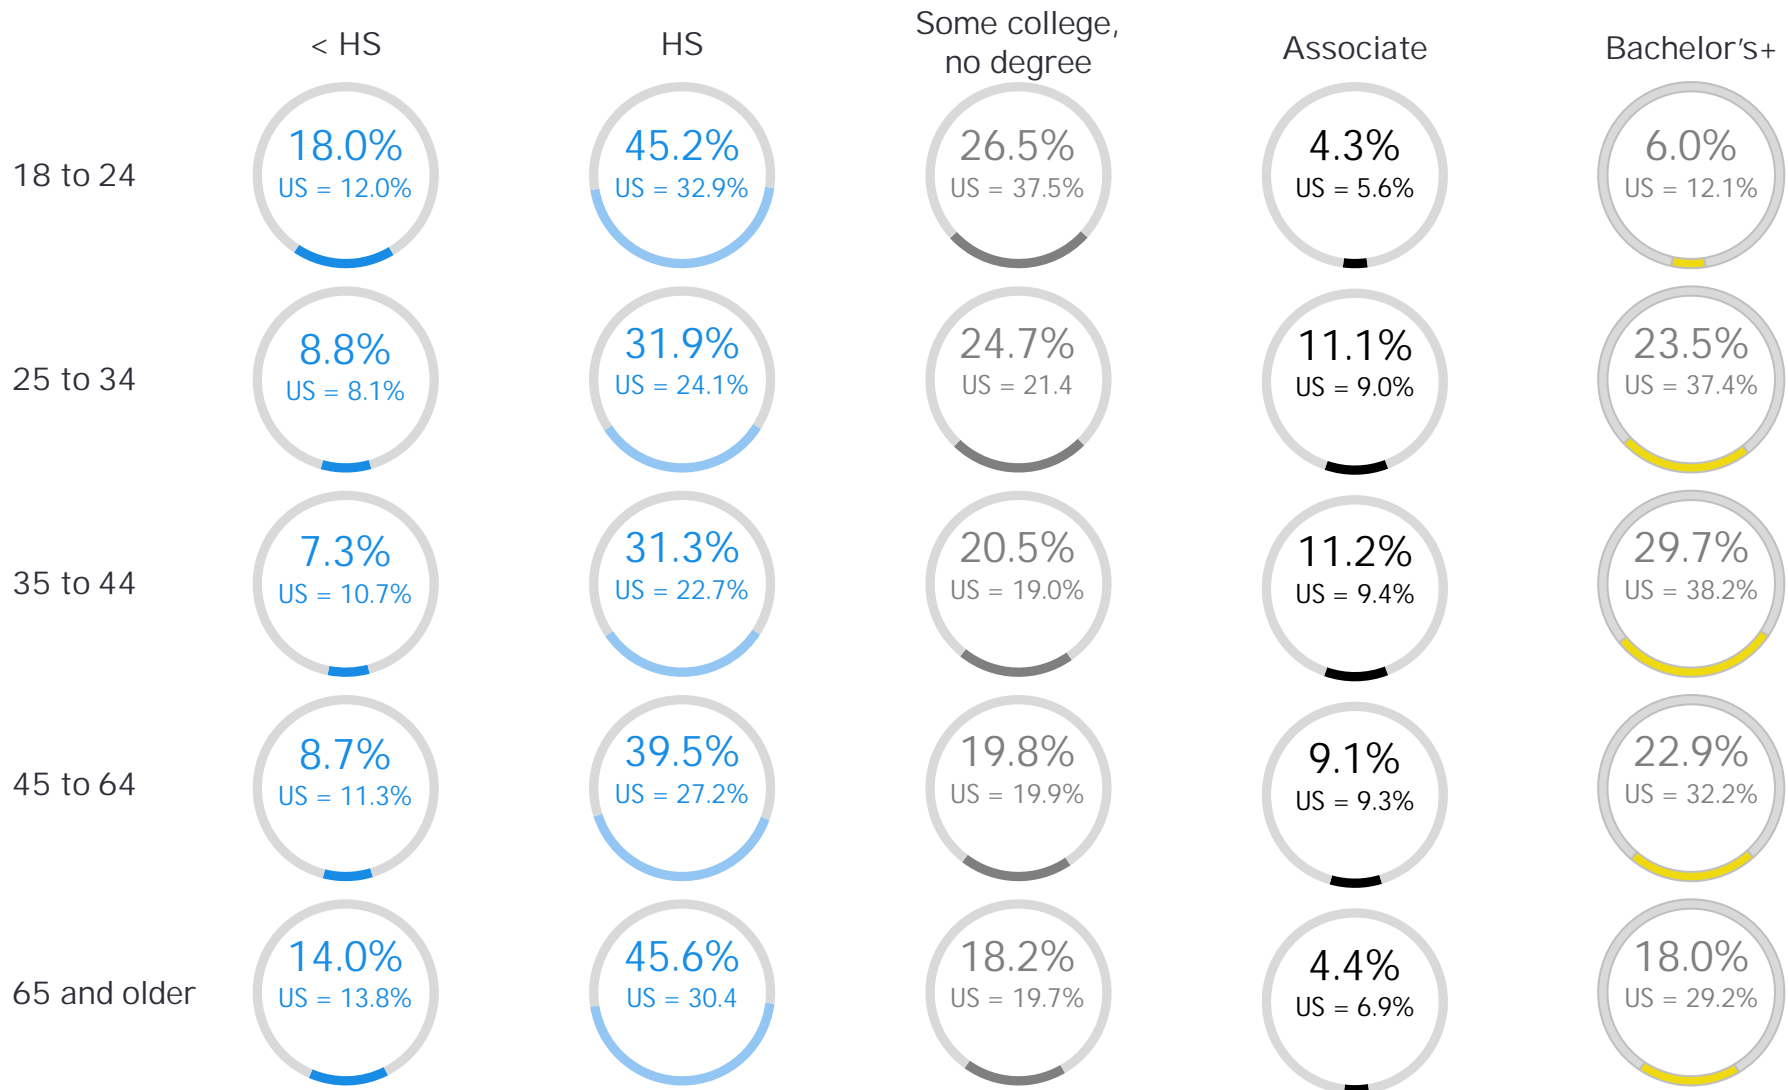 < HS
HS
Some college,
no degree
Associate
Bachelor's+
18 to 24
18.0%
US = 12.0%
45.2%
US = 32.9%
26.5%
US = 37.5%
4.3%
US = 5.6%
6.0%
US = 12.1%
25 to 34
8.8%
US = 8.1%
31.9%
US = 24.1%
24.7%
US = 21.4
11.1%
US = 9.0%
23.5%
US = 37.4%
35 to 44
7.3%
US = 10.7%
31.3%
US = 22.7%
20.5%
US = 19.0%
11.2%
US = 9.4%
29.7%
US = 38.2%
45 to 64
8.7%
US = 11.3%
39.5%
US = 27.2%
19.8%
US = 19.9%
9.1%
US = 9.3%
22.9%
US = 32.2%
65 and older
14.0%
US = 13.8%
45.6%
US = 30.4
18.2%
US = 19.7%
4.4%
US = 6.9%
18.0%
US = 29.2%